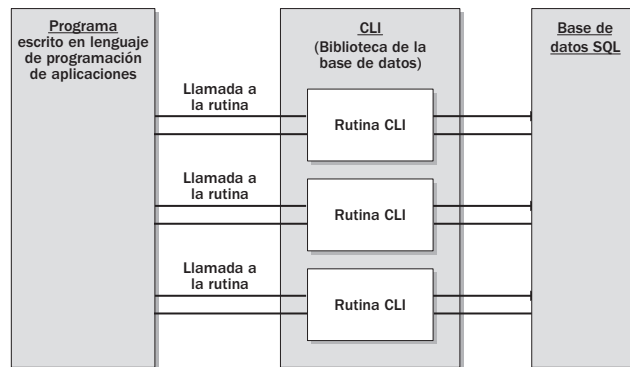 Programa
escrito en lenguaje
de programación
de aplicaciones
CLI
(Biblioteca de la
base de datos)
Base de
datos SQL
Llamada a
la rutina
Rutina CLI
Llamada a
la rutina
Rutina CLI
Llamada a
la rutina
Rutina CLI